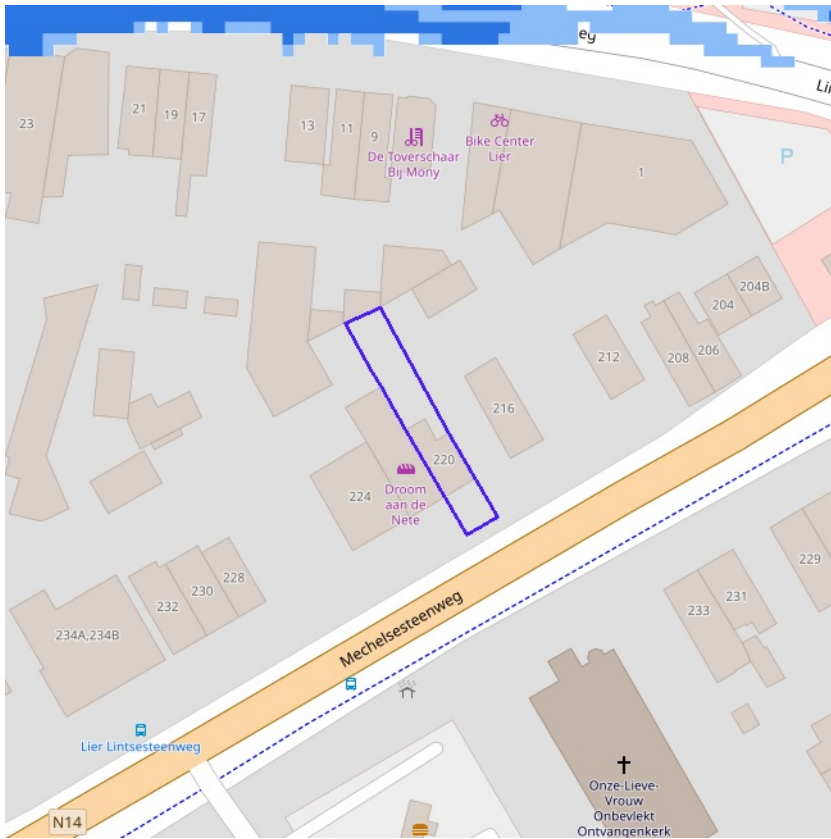 ey
Li
23
21
19
17
13
11
9
De Toverschaar
Bij Mony
Bike Center
Lier
1
P
204B
204
206
208
212
216
220
224
Droom
aan de
Nete
228
230
232
234A,234B
229
231
233
Mechelsesteenweg
Lier Lintsesteenweg
N14
Onze-Lieve-
Vrouw
Onbevlekt
Ontvangenkerk